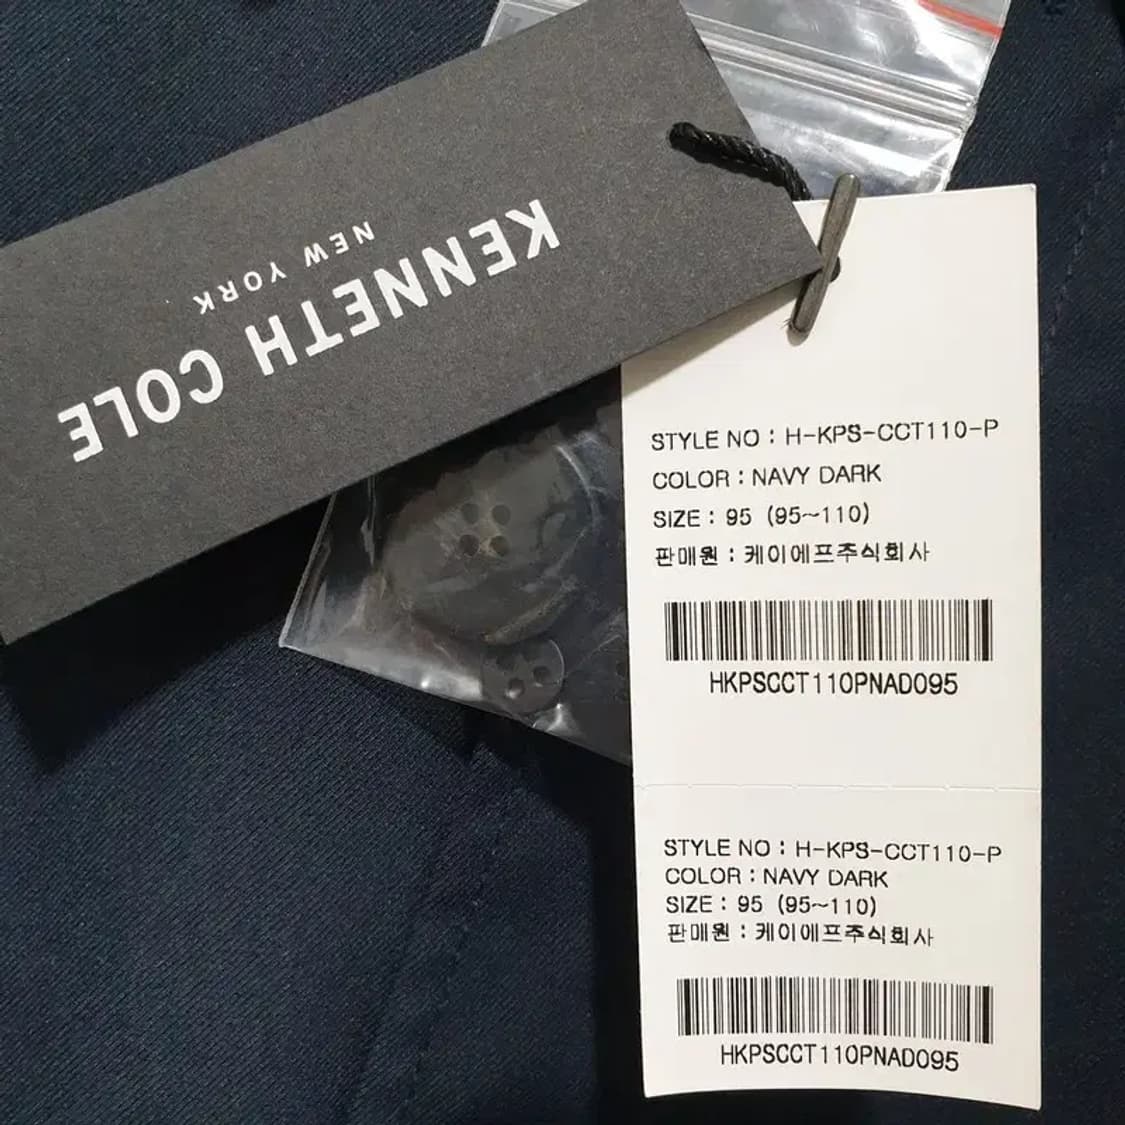 KENNETH COLE
NEW YORK
STYLE NO : H-KPS-CCT110-P
COLOR : NAVY DARK
SIZE : 95 (95~110)
판매원 : 케이에프주식회사
HKPSCCT110PNAD095
STYLE NO : H-KPS-CCT110-P
COLOR : NAVY DARK
SIZE : 95 (95~110)
판매원 : 케이에프주식회사
HKPSCCT110PNAD095